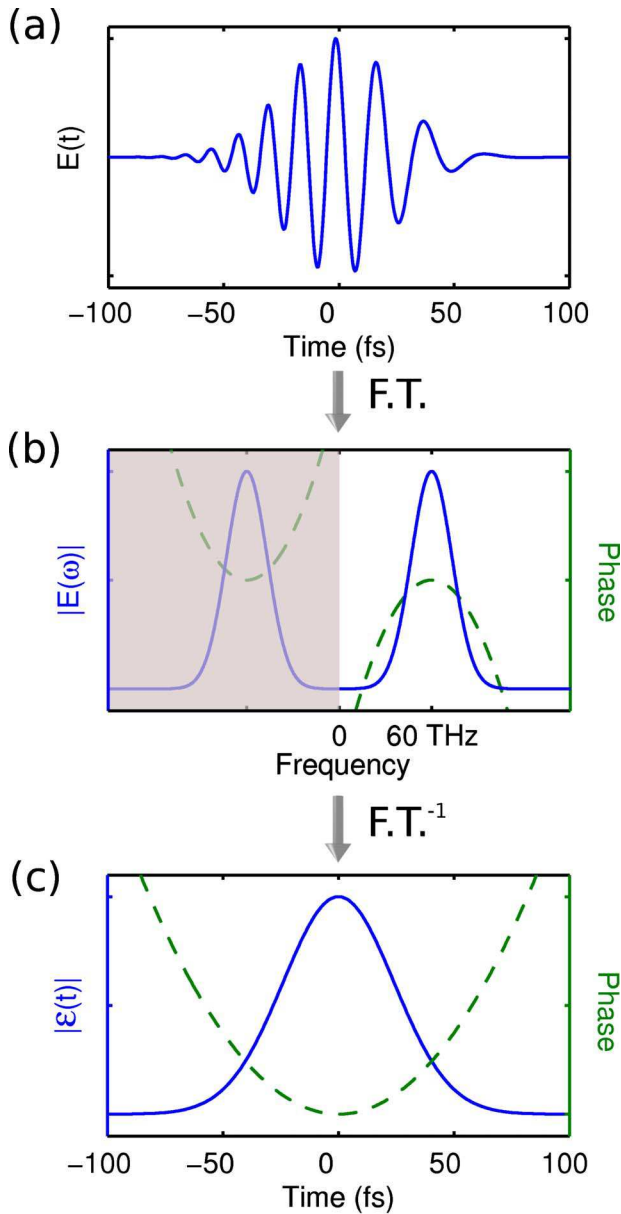 (a)
E(t)
−100 −50 0 50 100
Time (fs)
F.T.
(b)
|E(ω)|
Phase
0 60 THz
Frequency
F.T.-1
(c)
|ε(t)|
Phase
−100 −50 0 50 100
Time (fs)